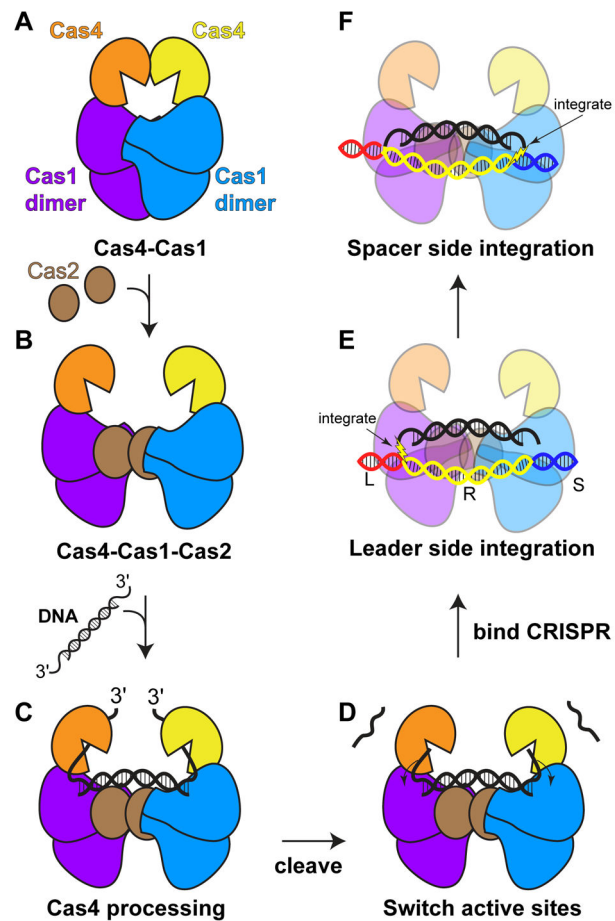 A
Cas4
Cas4
Cas1
dimer
Cas1
dimer
Cas4-Cas1
Cas2
B
Cas4-Cas1-Cas2
DNA
3'
3'
C
3'
3'
Cas4 processing
cleave
D
Switch active sites
bind CRISPR
E
integrate
L
R
S
Leader side integration
F
integrate
Spacer side integration